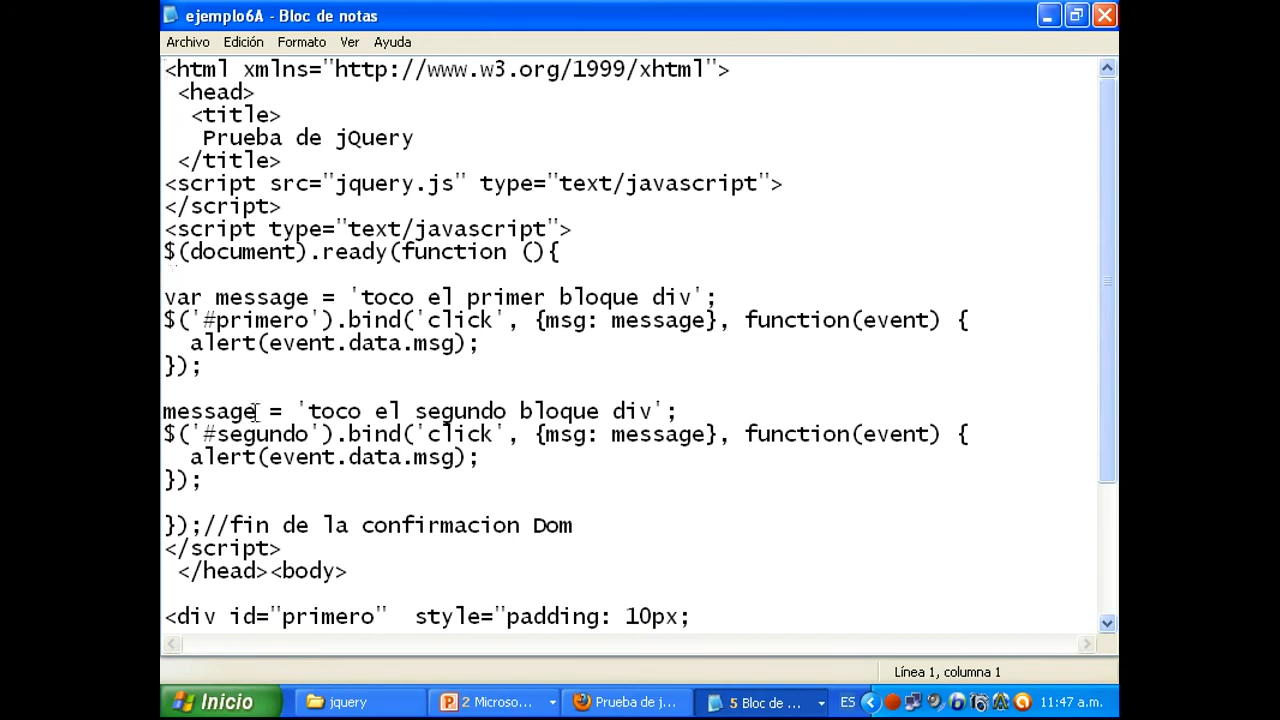 ejemplo6A - Bloc de notas
Archivo Edición Formato Ver Ayuda
<html xmlns="http://www.w3.org/1999/xhtml">
<head>
<title>
Prueba de jQuery
</title>
<script src="jquery.js" type="text/javascript">
</script>
<script type="text/javascript">
$(document).ready(function (){
var message = 'toco el primer bloque div';
$('#primero').bind('click', {msg: message}, function(event) {
alert(event.data.msg);
});
message = 'toco el segundo bloque div';
$('#segundo').bind('click', {msg: message}, function(event) {
alert(event.data.msg);
});
});//fin de la confirmacion Dom
</script>
</head><body>
<div id="primero" style="padding: 10px;
Línea 1, columna 1
Inicio jquery 2 Microso... Prueba de j... 5 Bloc de ... ES 11:47 a.m.